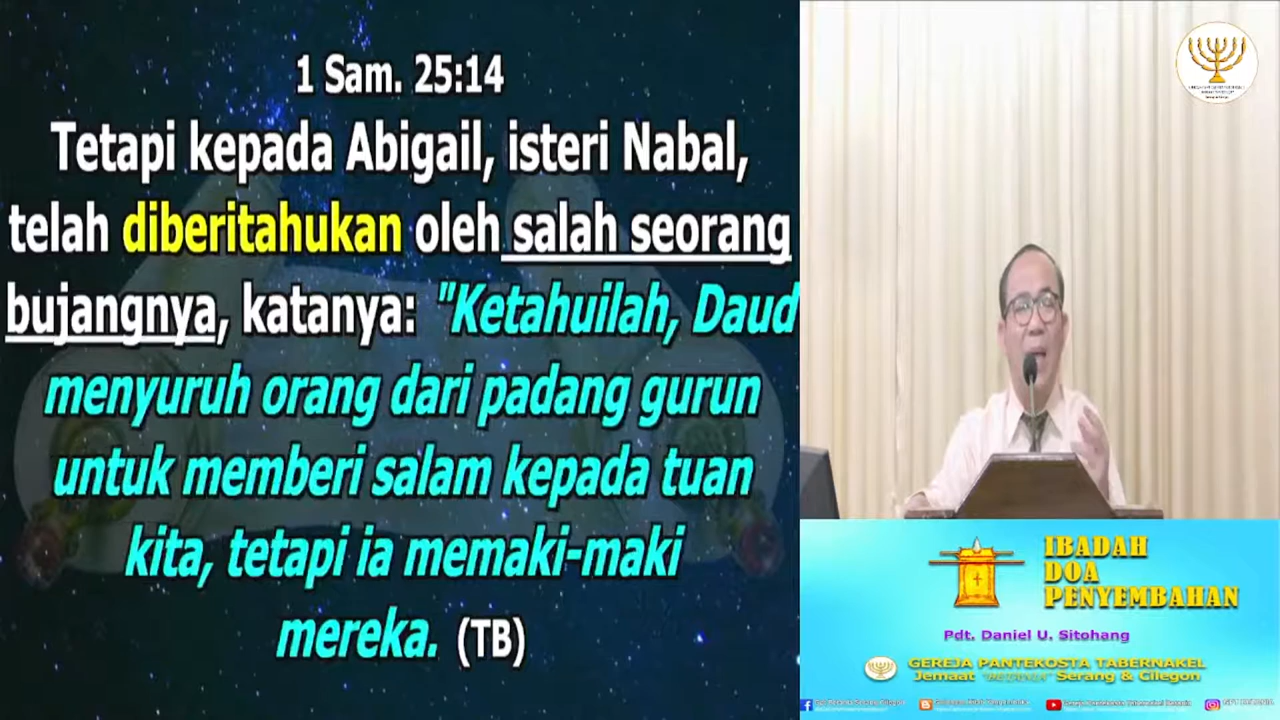 1 Sam. 25:14
Tetapi kepada Abigail, isteri Nabal,
telah diberitahukan oleh salah seorang
bujangnya, katanya: "Ketahuilah, Daud
menyuruh orang dari padang gurun
untuk memberi salam kepada tuan
kita, tetapi ia memaki-maki
mereka. (TB)
IBADAH
DOA
PENYEMBAHAN
Pdt. Daniel U. Sitohang
GEREJA PANTEKOSTA TABERNAKEL
Jemaat "BETANIA" Serang & Cilegon